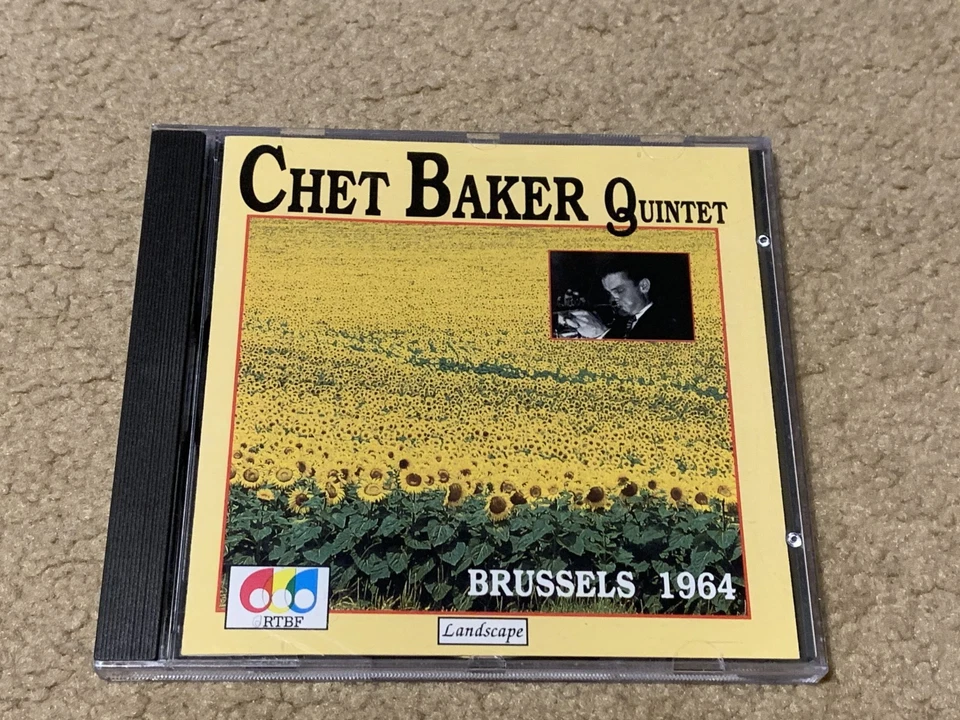 CHET BAKER QUINTET
BRUSSELS 1964
RTBF
Landscape